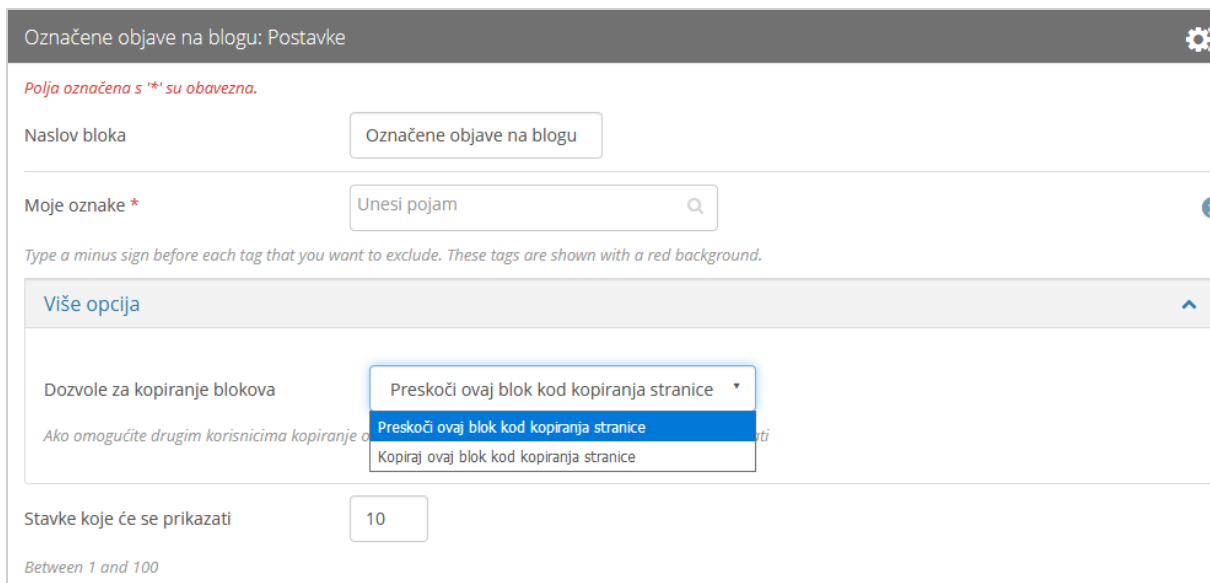 Označene objave na blogu: Postavke
Polja označena s '*' su obavezna.
Naslov bloka
Označene objave na blogu
Moje oznake *
Unesi pojam
Type a minus sign before each tag that you want to exclude. These tags are shown with a red background.
Više opcija
Dozvole za kopiranje blokova
Preskoči ovaj blok kod kopiranja stranice
Ako omogućite drugim korisnicima kopiranje
Preskoči ovaj blok kod kopiranja stranice
Kopiraj ovaj blok kod kopiranja stranice
Stavke koje će se prikazati
10
Between 1 and 100